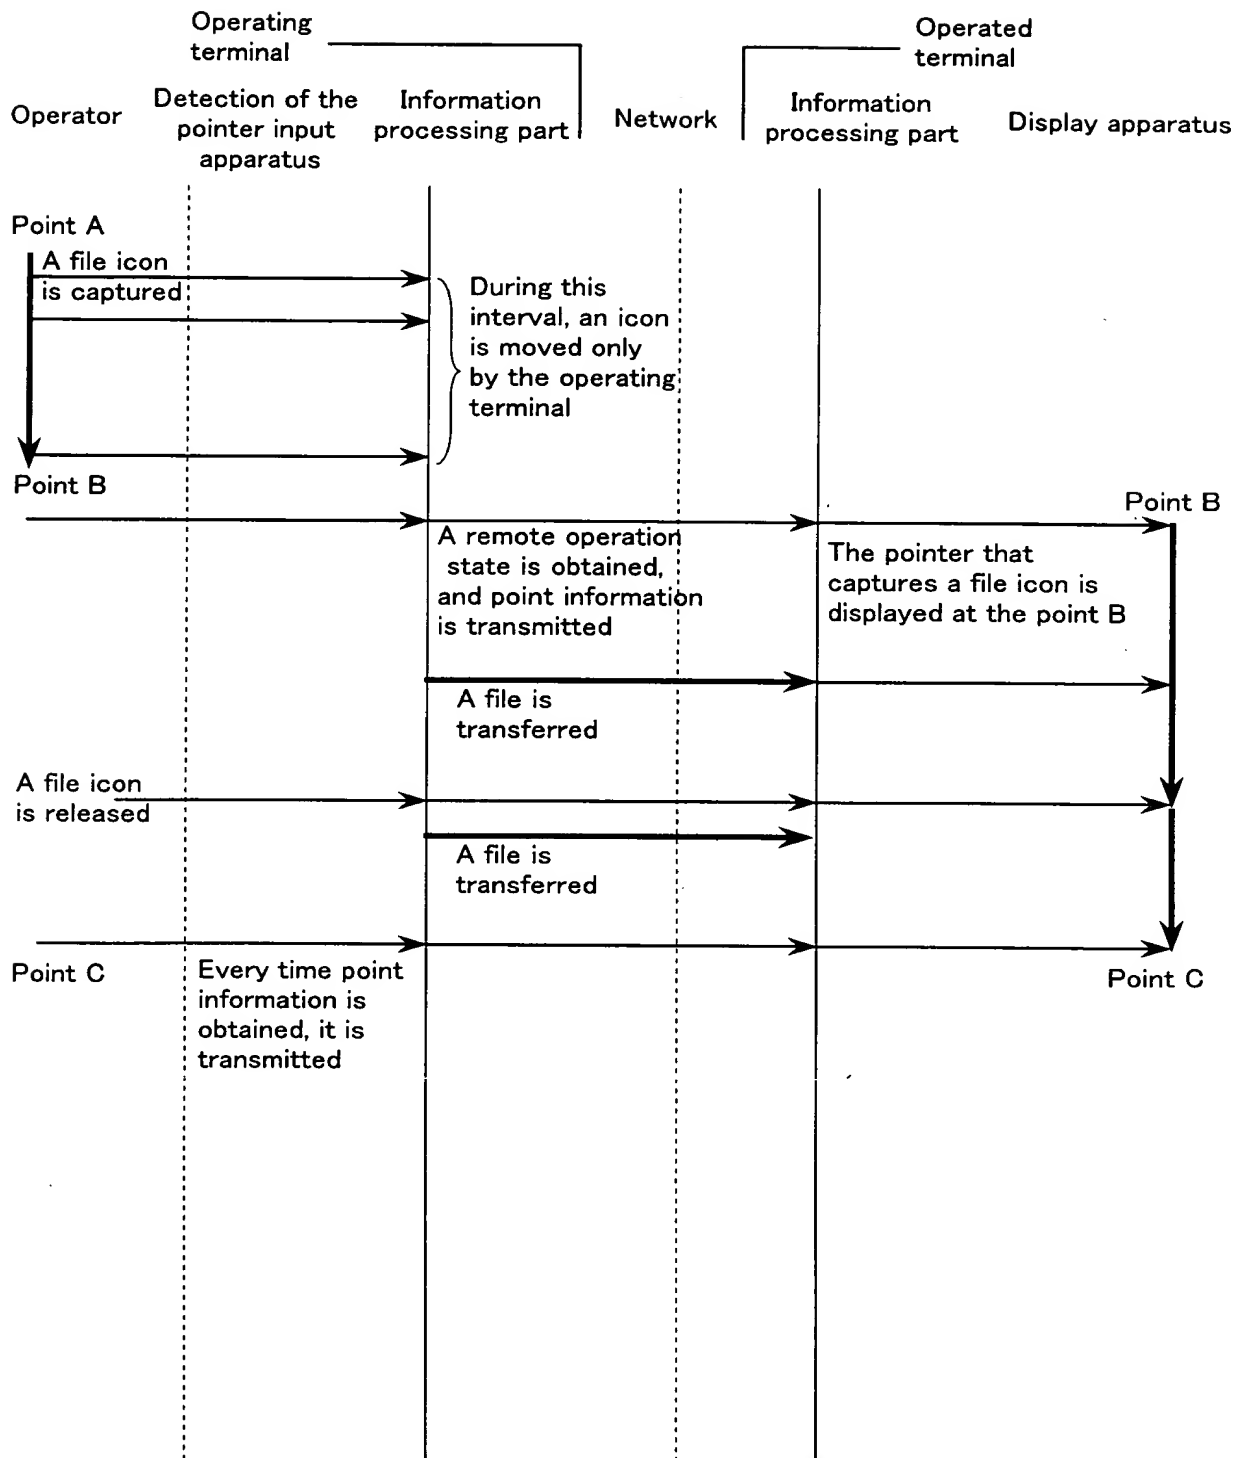 Operating
terminal
Operated
terminal
Operator
Detection of the
pointer input
apparatus
Information
processing part
Network
Information
processing part
Display apparatus
Point A
A file icon
is captured
During this
interval, an icon
is moved only
by the operating
terminal
Point B
Point B
A remote operation
state is obtained,
and point information
is transmitted
The pointer that
captures a file icon is
displayed at the point B
A file is
transferred
A file icon
is released
A file is
transferred
Point C
Every time point
information is
obtained, it is
transmitted
Point C